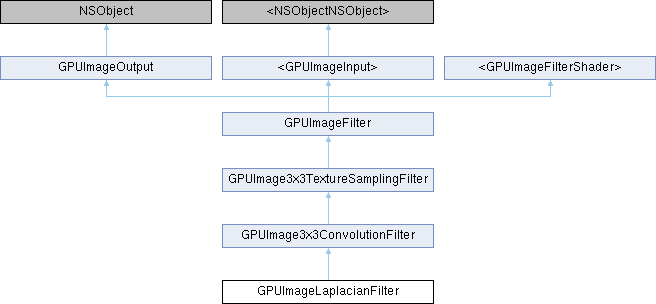 NSObject
<NSObjectNSObject>
GPUImageOutput
<GPUImageInput>
<GPUImageFilterShader>
GPUImageFilter
GPUImage3x3TextureSamplingFilter
GPUImage3x3ConvolutionFilter
GPUImageLaplacianFilter